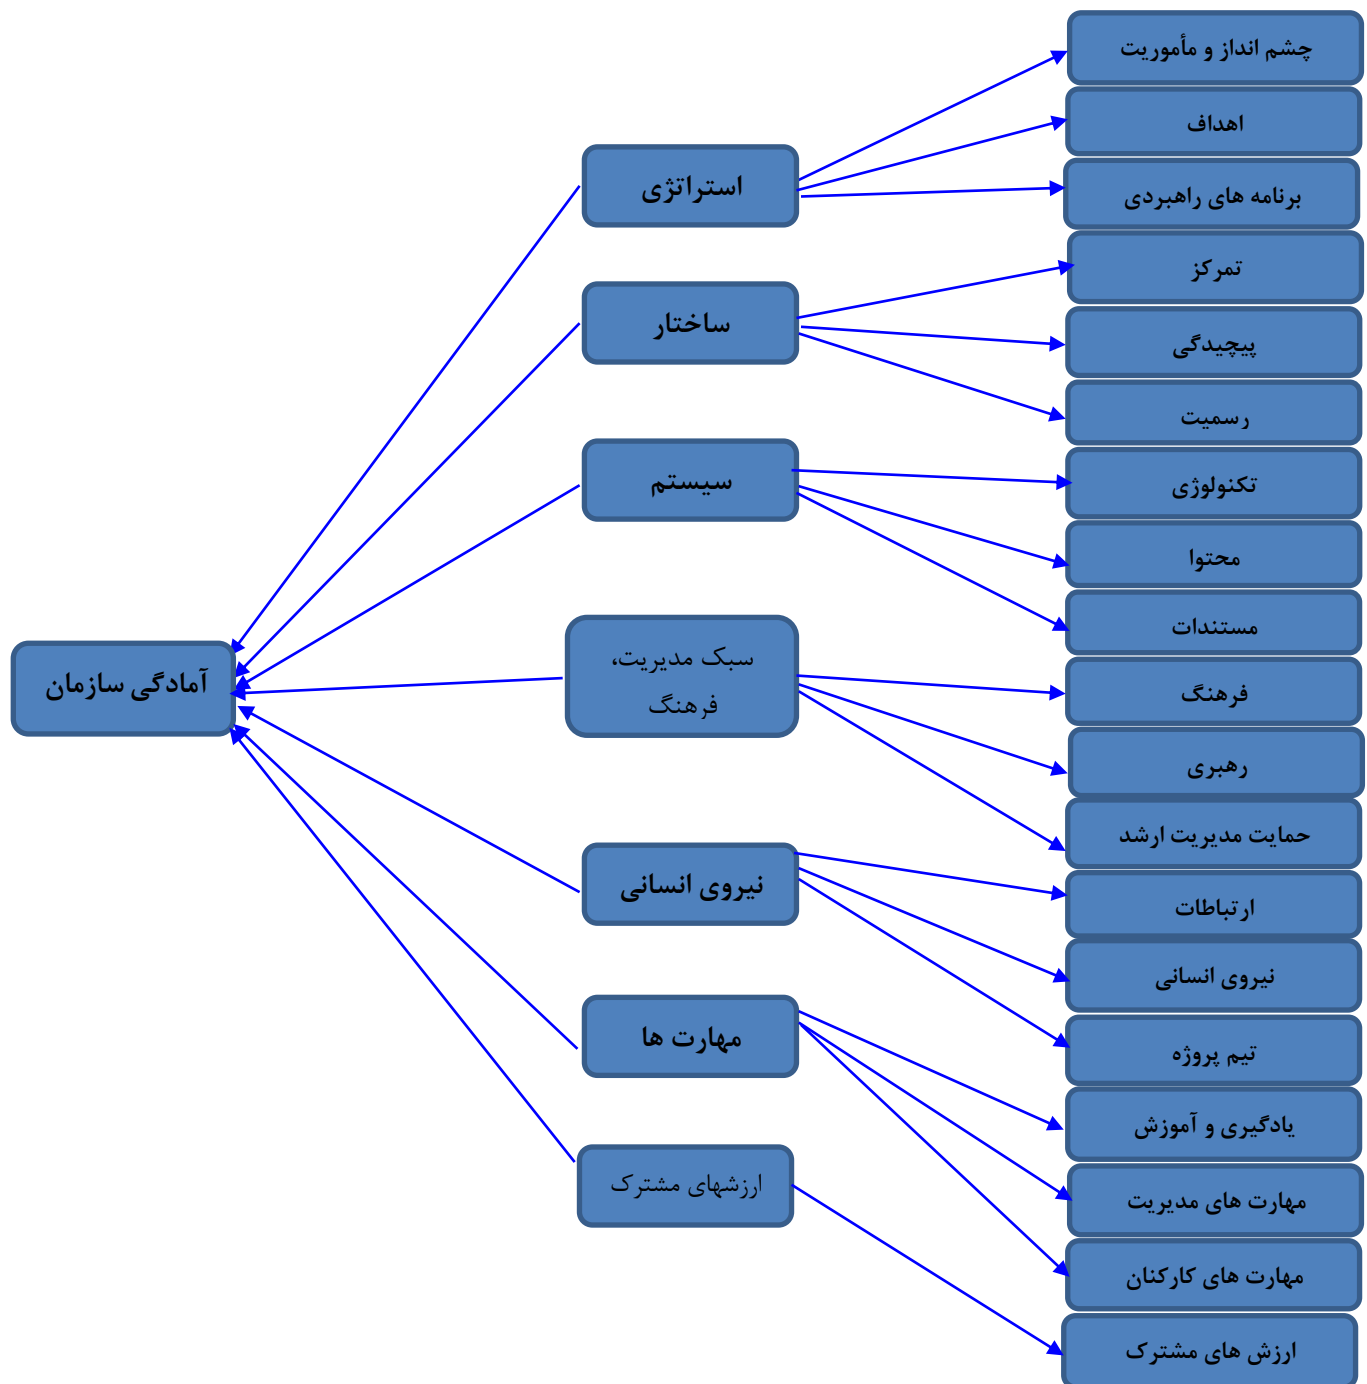 چشم انداز و مأموریت
اهداف
برنامه های راهبردی
تمرکز
پیچیدگی
رسمیت
تکنولوژی
محتوا
مستندات
فرهنگ
رهبری
حمایت مدیریت ارشد
ارتباطات
نیروی انسانی
تیم پروژه
یادگیری و آموزش
مهارت های مدیریت
مهارت های کارکنان
ارزش های مشترک
استراتژی
ساختار
سیستم
سبک مدیریت،
فرهنگ
نیروی انسانی
مهارت ها
ارزشهای مشترک
آمادگی سازمان